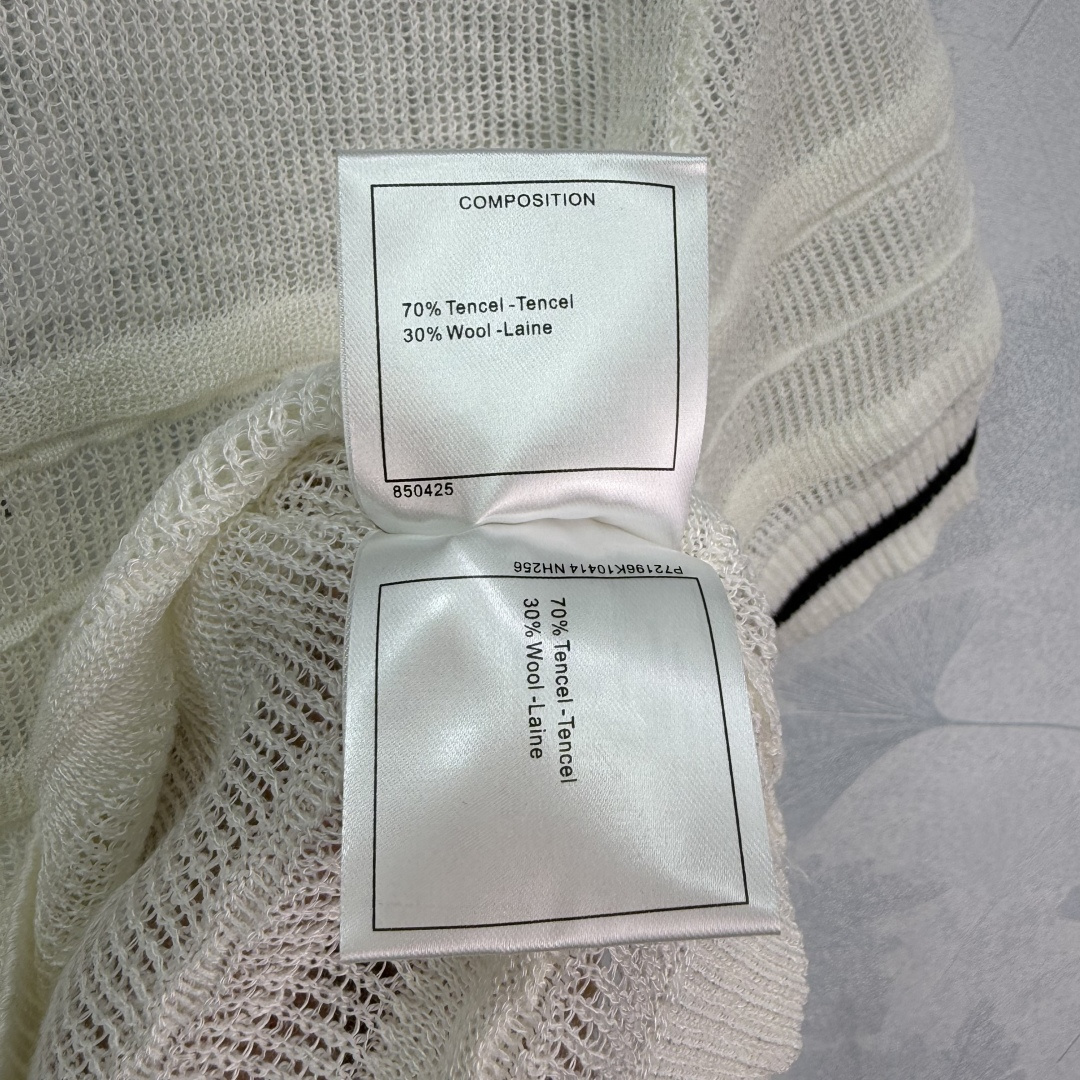 COMPOSITION
70% Tencel -Tencel
30% Wool -Laine
850425
P72196K10414 NH256
70% Tencel -Tencel
30% Wool -Laine